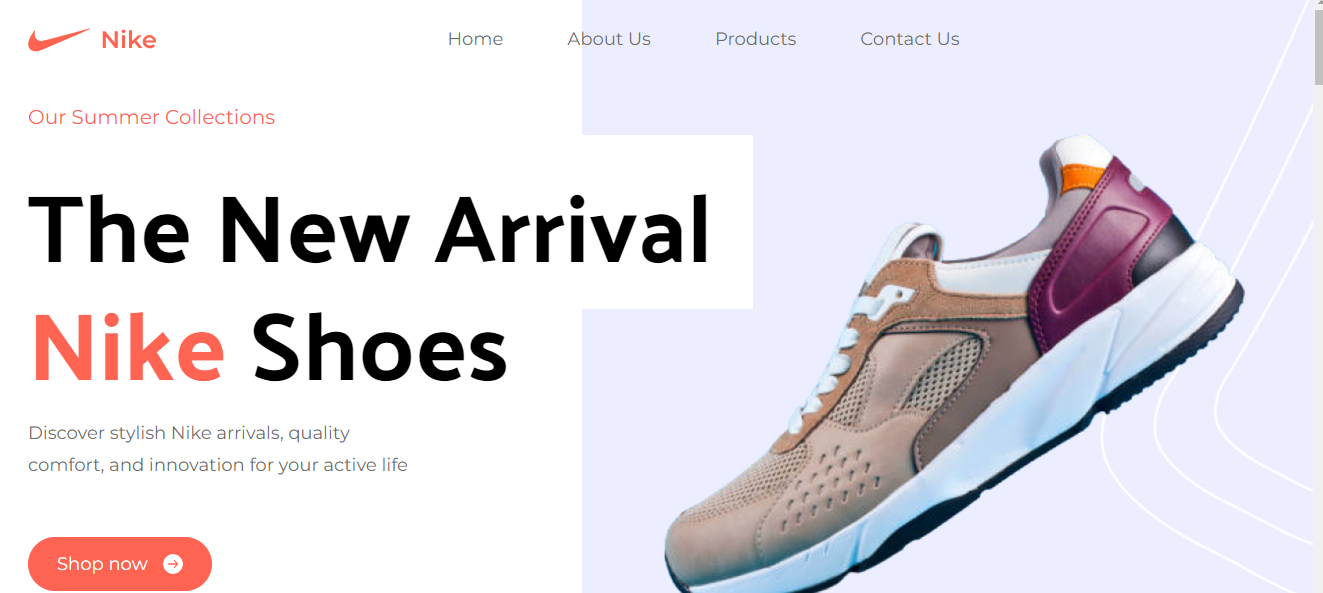 Nike
Home About Us Products Contact Us
Our Summer Collections
The New Arrival
Nike Shoes
Discover stylish Nike arrivals, quality
comfort, and innovation for your active life
Shop now